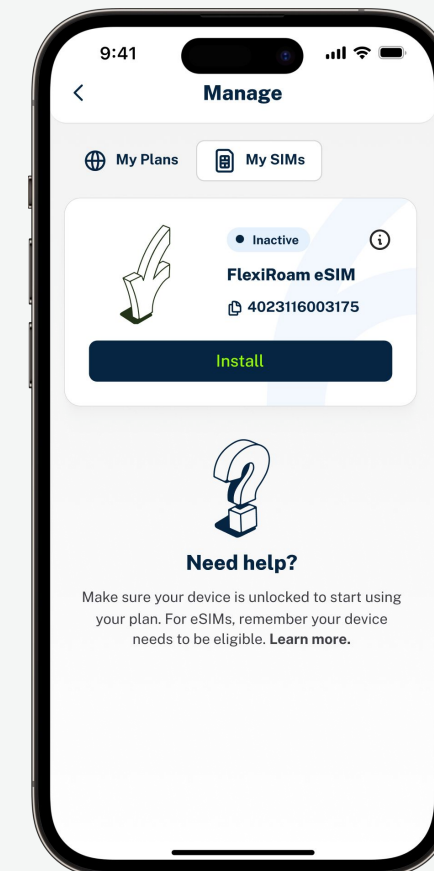 9:41
Manage
My Plans
My SIMs
Inactive
FlexiRoam eSIM
4023116003175
Install
Need help?
Make sure your device is unlocked to start using
your plan. For eSIMs, remember your device
needs to be eligible. Learn more.